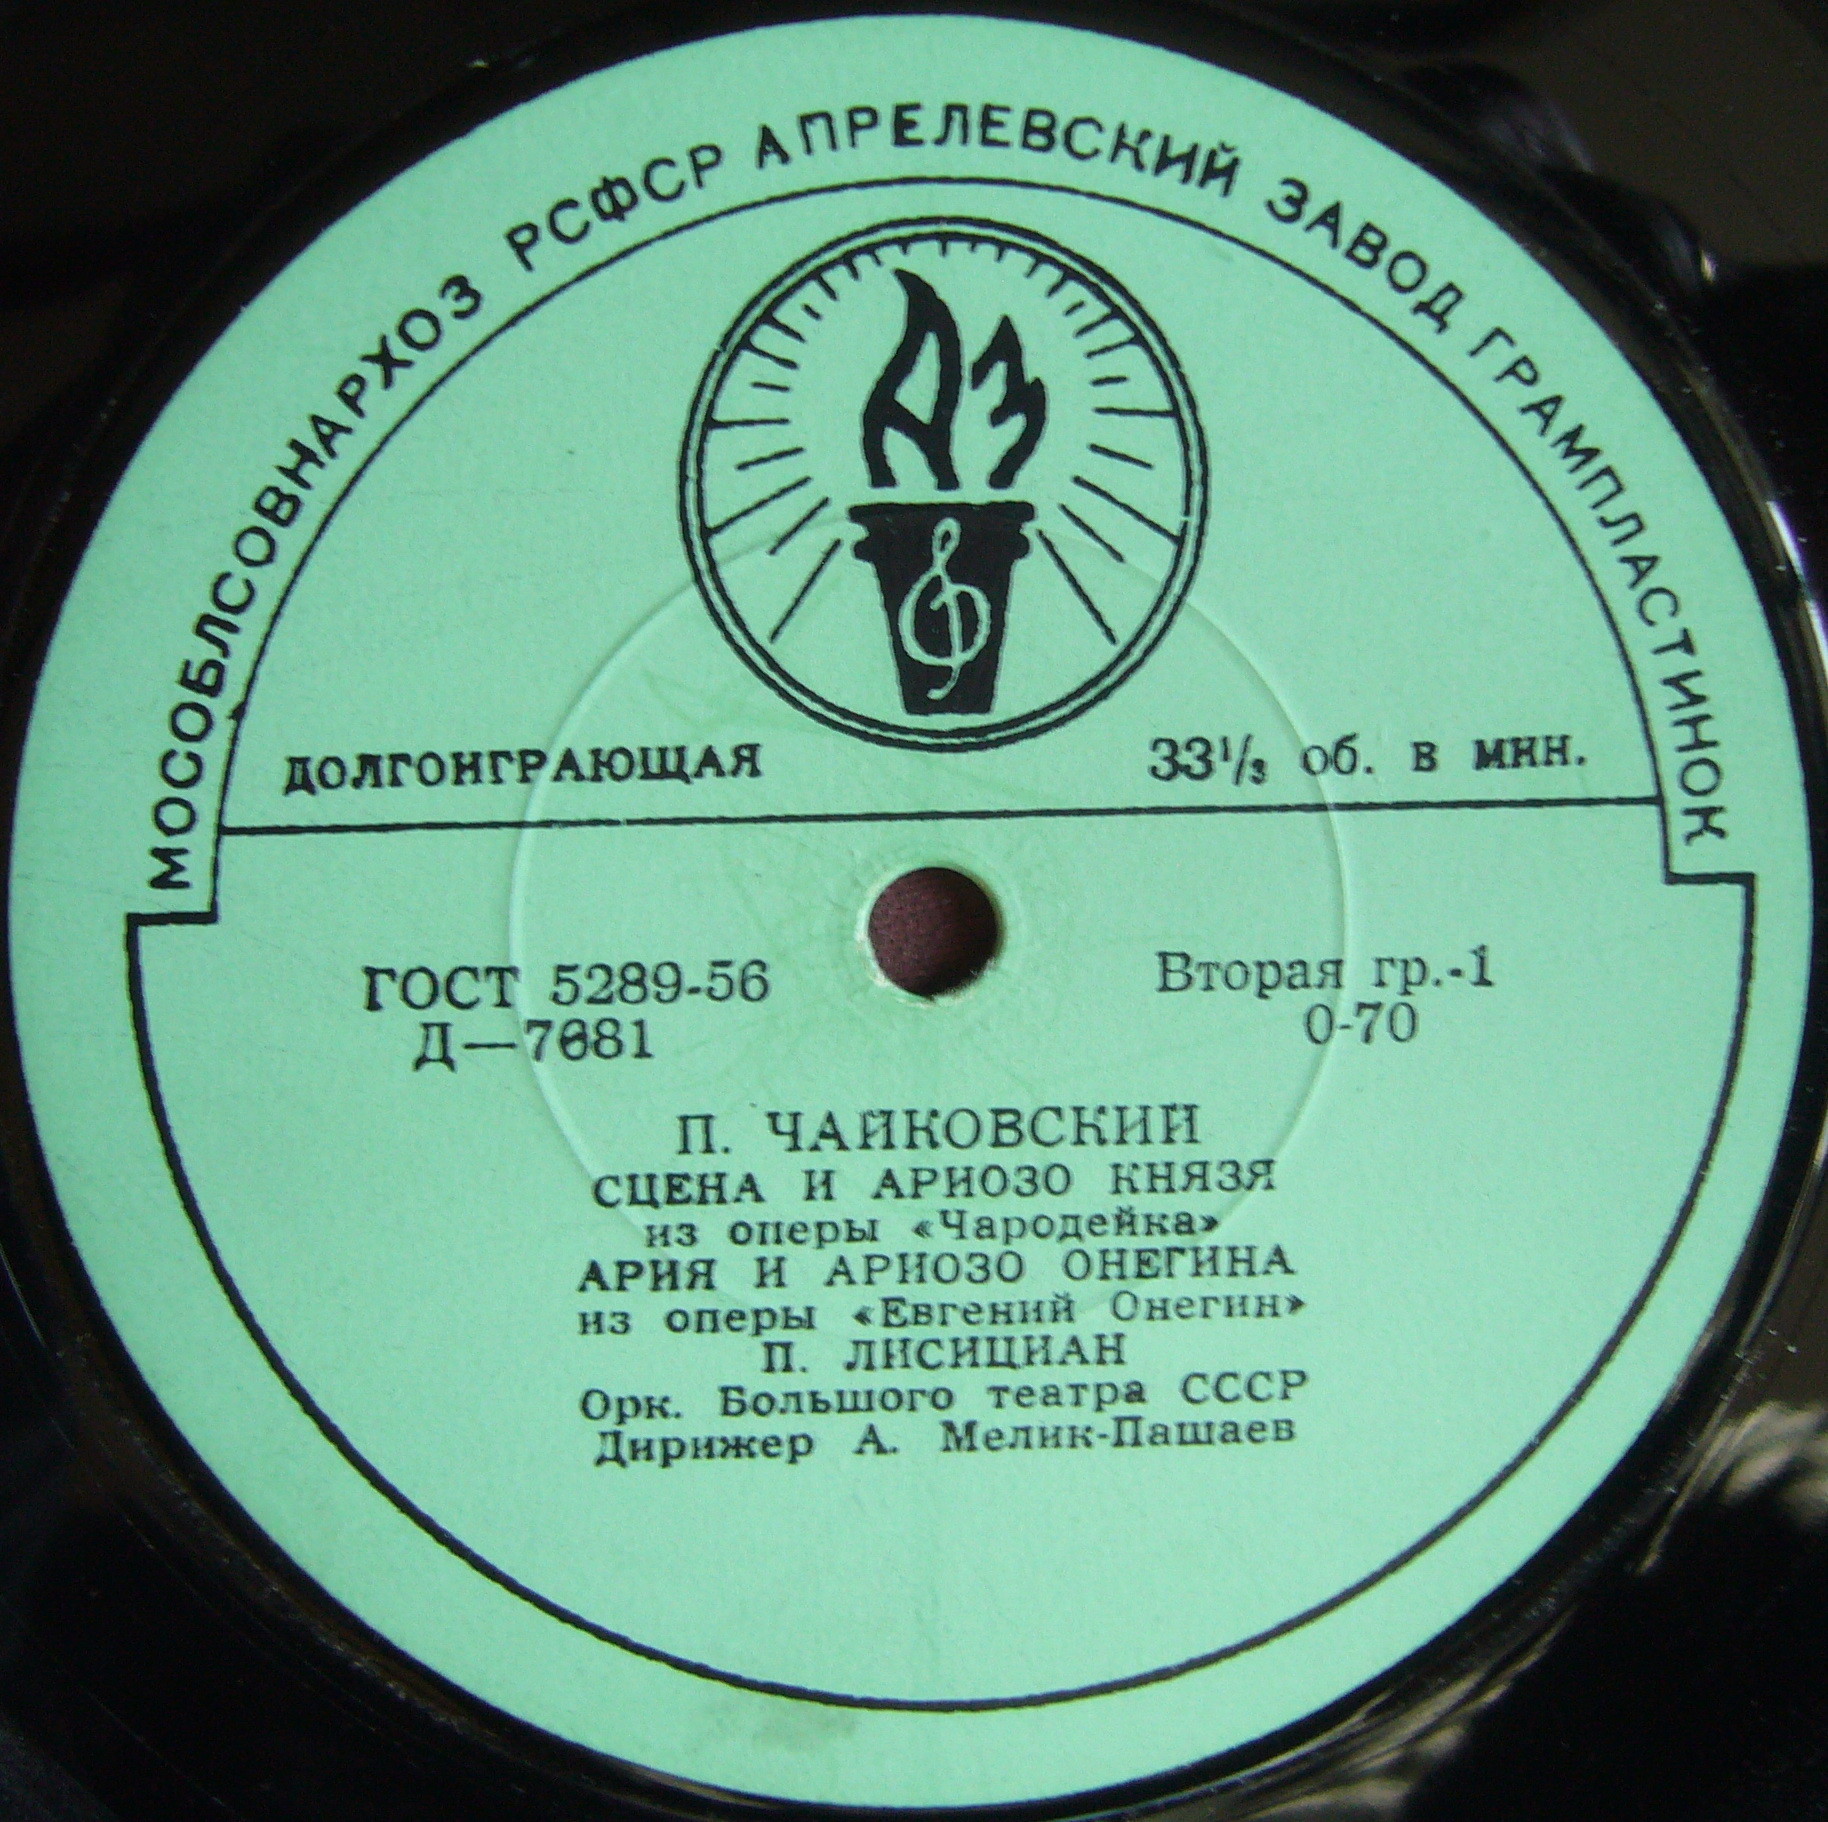 МОСОБЛСОВНАРХОЗ РСФСР АПРЕЛЕВСКИЙ ЗАВОД ГРАМПЛАСТИНОК
АЗ
ДОЛГОИГРАЮЩАЯ 33⅓ об. в мин.
ГОСТ 5289-56 Вторая гр.-1
Д—7681 0-70
П. ЧАЙКОВСКИЙ
СЦЕНА И АРИОЗО КНЯЗЯ
из оперы «Чародейка»
АРИЯ И АРИОЗО ОНЕГИНА
из оперы «Евгений Онегин»
П. ЛИСИЦИАН
Орк. Большого театра СССР
Дирижер А. Мелик-Пашаев